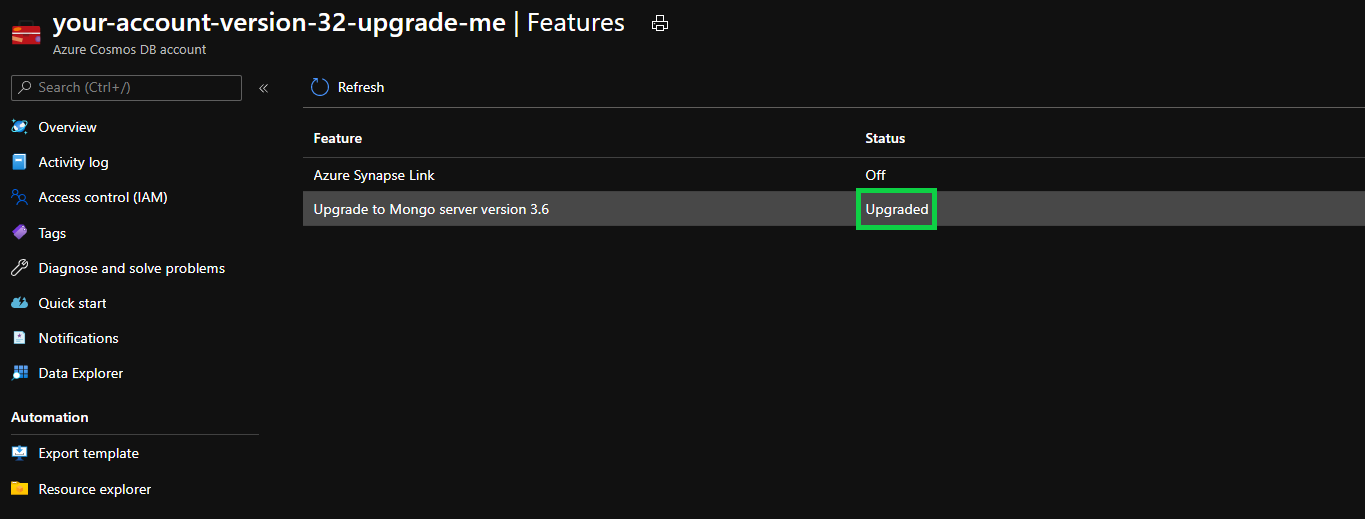 your-account-version-32-upgrade-me | Features
Azure Cosmos DB account
Search (Ctrl+/)
«
Refresh
Overview
Activity log
Access control (IAM)
Tags
Diagnose and solve problems
Quick start
Notifications
Data Explorer
Automation
Export template
Resource explorer
Feature Status
Azure Synapse Link Off
Upgrade to Mongo server version 3.6 Upgraded